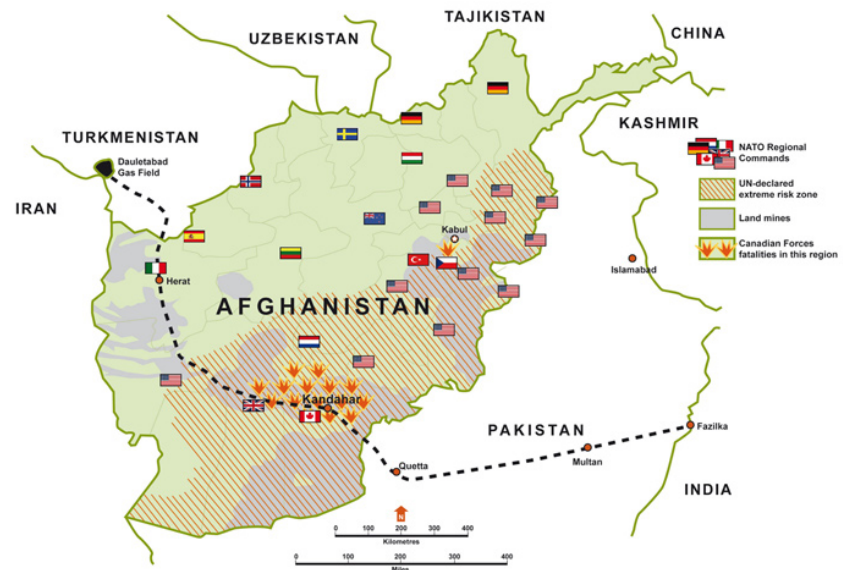 TAJIKISTAN
UZBEKISTAN
CHINA
TURKMENISTAN
KASHMIR
Dauletabad
Gas Field
IRAN
NATO Regional
Commands
UN-declared
extreme risk zone
Land mines
Canadian Forces
fatalities in this region
Kabul
Islamabad
Herat
AFGHANISTAN
Kandahar
PAKISTAN
Fazilka
Multan
Quetta
INDIA
N
0 100 200 300 400
Kilometres
0 100 200 300 400
Miles